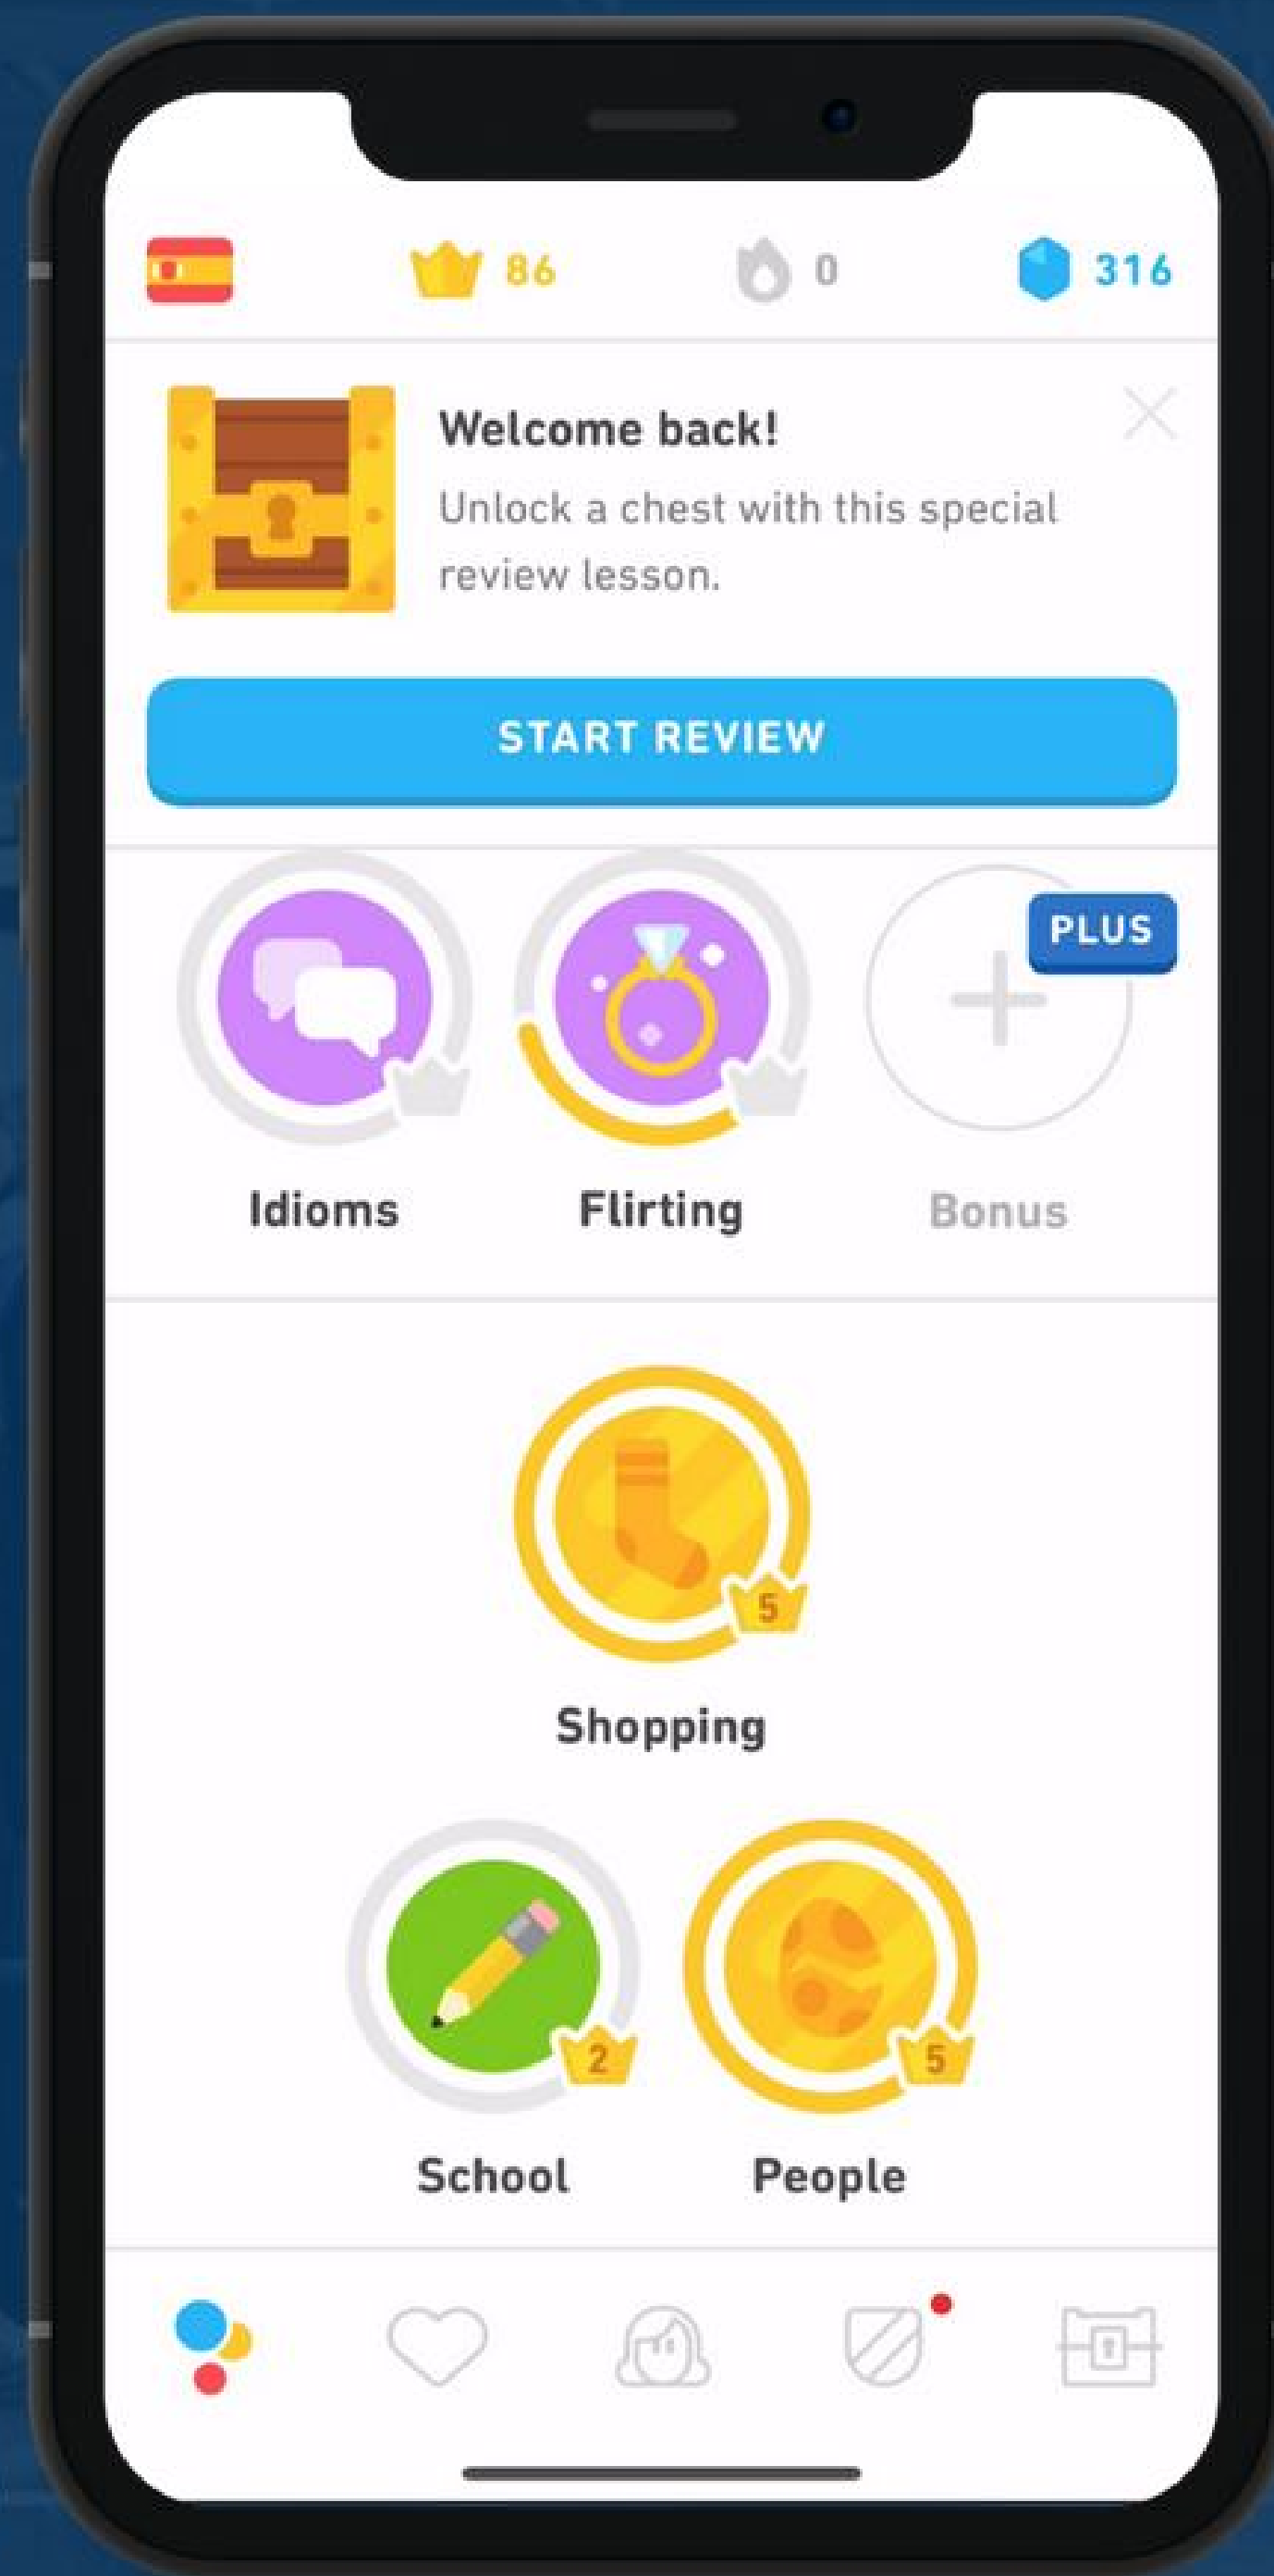 86 0 316
Welcome back!
Unlock a chest with this special
review lesson.
START REVIEW
PLUS
Idioms Flirting Bonus
5
Shopping
2 5
School People